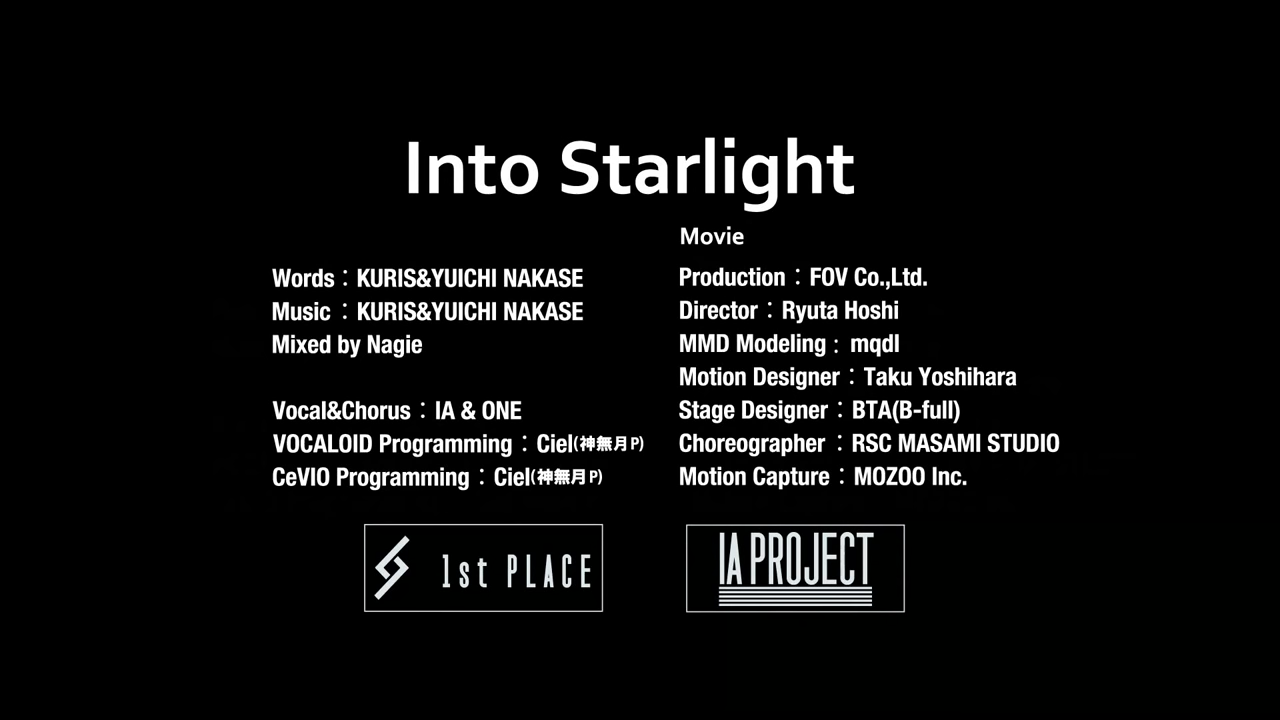 Into Starlight
Words：KURIS&YUICHI NAKASE
Music ：KURIS&YUICHI NAKASE
Mixed by Nagie
Vocal&Chorus：IA & ONE
VOCALOID Programming：Ciel(神無月P)
CeVIO Programming：Ciel(神無月P)
Movie
Production：FOV Co.,Ltd.
Director：Ryuta Hoshi
MMD Modeling : mqdl
Motion Designer：Taku Yoshihara
Stage Designer：BTA(B-full)
Choreographer ：RSC MASAMI STUDIO
Motion Capture：MOZOO Inc.
1st PLACE
IA PROJECT